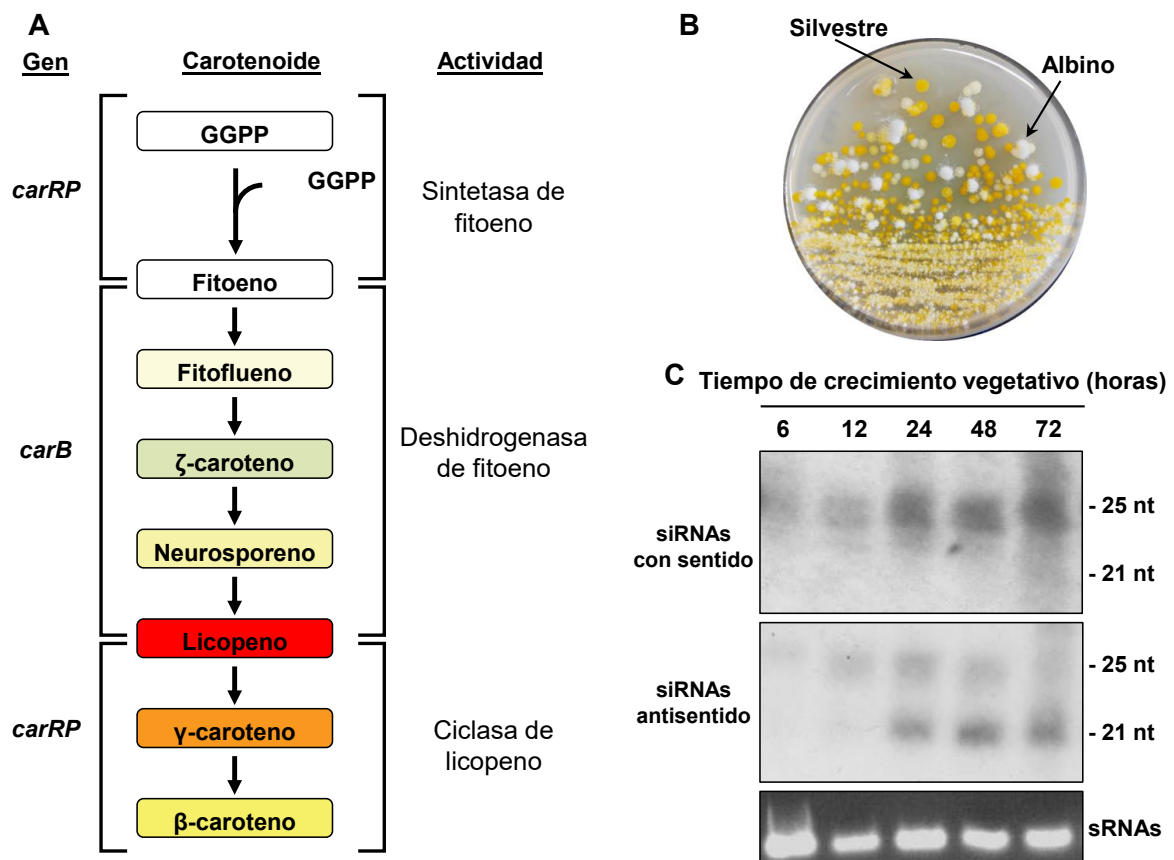 A
Gen Carotenoide Actividad
GGPP
carRP
GGPP
Sintetasa de
fitoeno
Fitoeno
Fitoflueno
carB
ζ-caroteno
Deshidrogenasa
de fitoeno
Neurosporeno
Licopeno
carRP
γ-caroteno
Ciclasa de
licopeno
β-caroteno
B
Silvestre
Albino
C Tiempo de crecimiento vegetativo (horas)
6 12 24 48 72
siRNAs
con sentido
- 25 nt
- 21 nt
siRNAs
antisentido
- 25 nt
- 21 nt
sRNAs